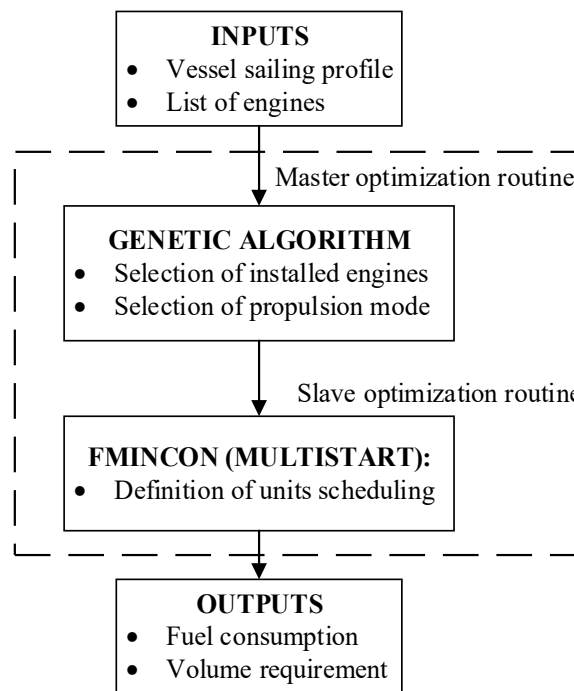 INPUTS
• Vessel sailing profile
• List of engines
Master optimization routine
GENETIC ALGORITHM
• Selection of installed engines
• Selection of propulsion mode
Slave optimization routine
FMINCON (MULTISTART):
• Definition of units scheduling
OUTPUTS
• Fuel consumption
• Volume requirement